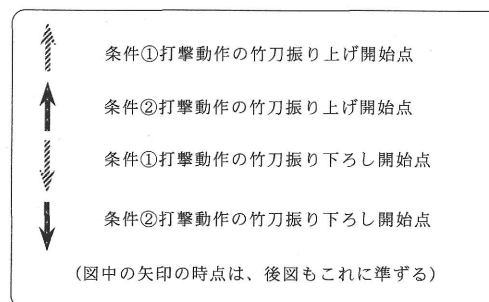 条件①打撃動作の竹刀振り上げ開始点
条件②打撃動作の竹刀振り上げ開始点
条件①打撃動作の竹刀振り下ろし開始点
条件②打撃動作の竹刀振り下ろし開始点
(図中の矢印の時点は、後図もこれに準ずる)